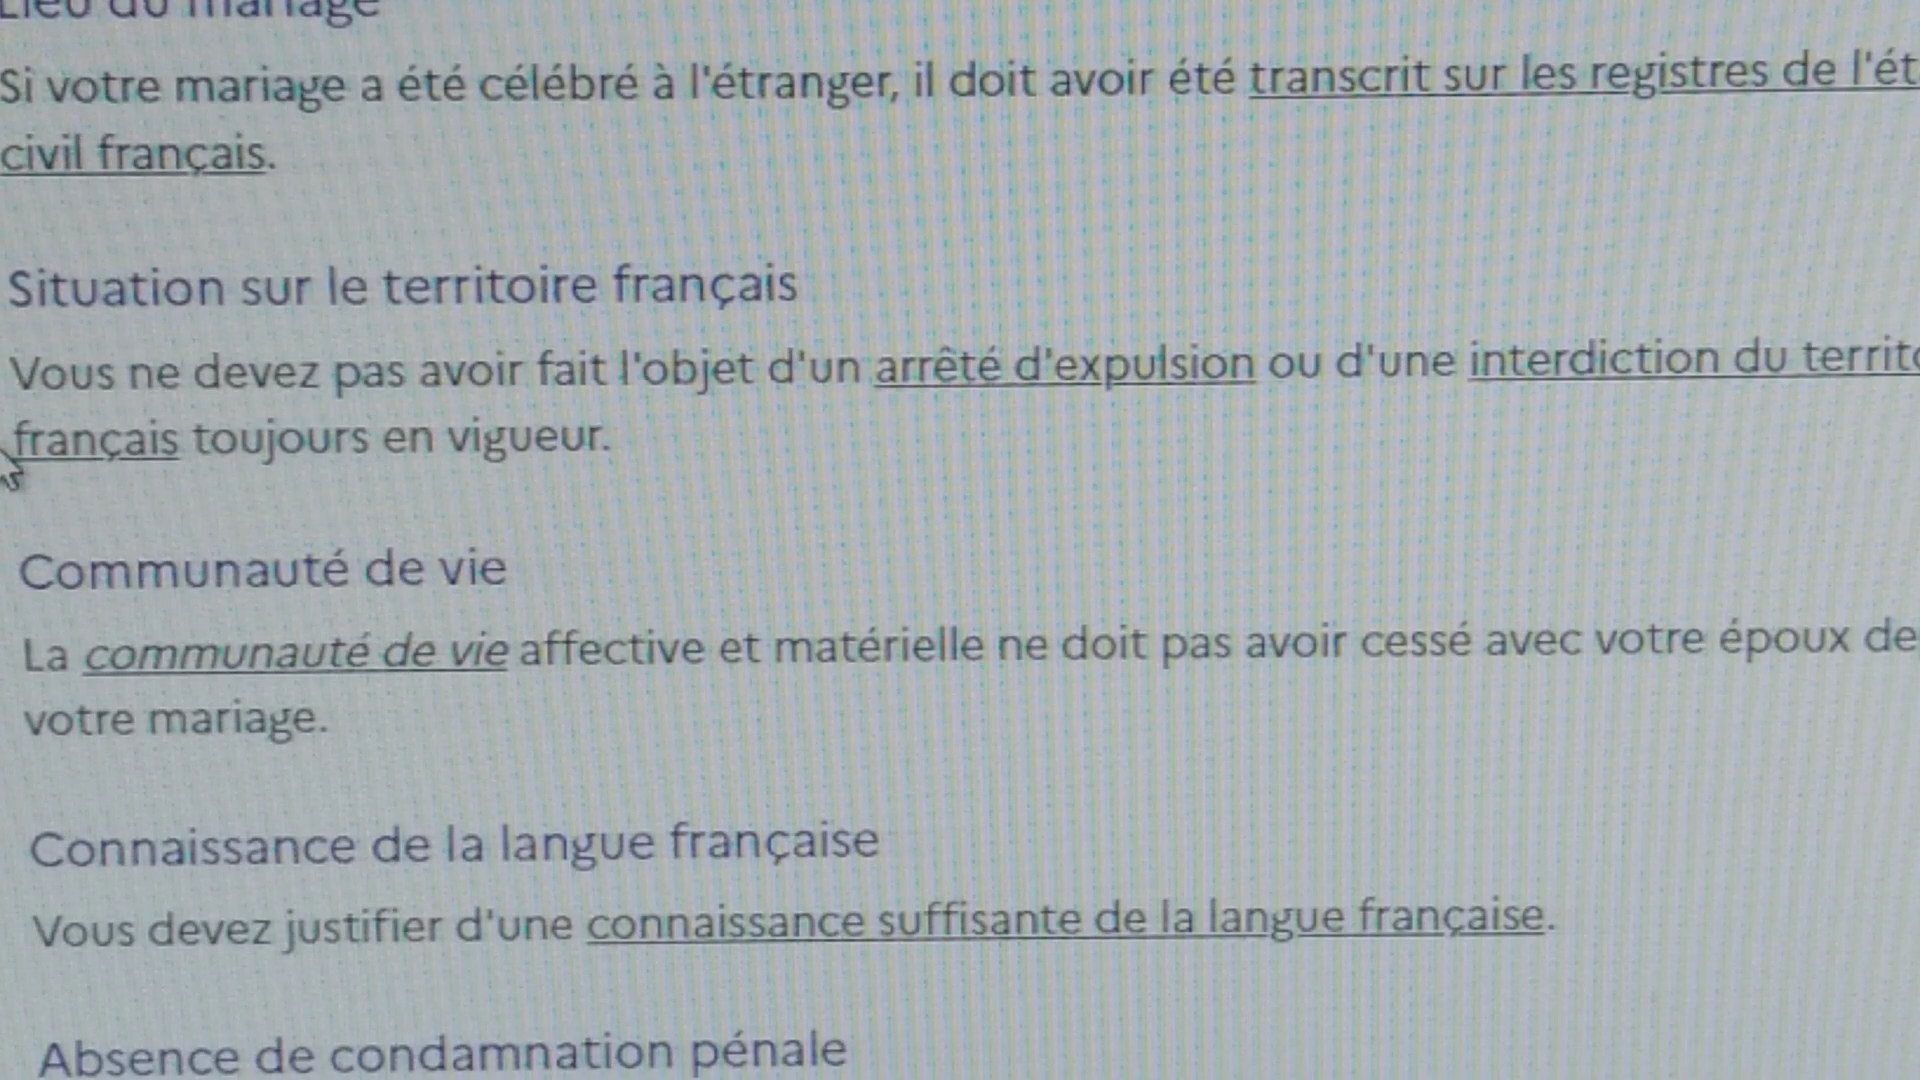 Lieu du mariage
Si votre mariage a été célébré à l'étranger, il doit avoir été transcrit sur les registres de l'ét
civil français.
Situation sur le territoire français
Vous ne devez pas avoir fait l'objet d'un arrêté d'expulsion ou d'une interdiction du territo
français toujours en vigueur.
Communauté de vie
La communauté de vie affective et matérielle ne doit pas avoir cessé avec votre époux de
votre mariage.
Connaissance de la langue française
Vous devez justifier d'une connaissance suffisante de la langue française.
Absence de condamnation pénale